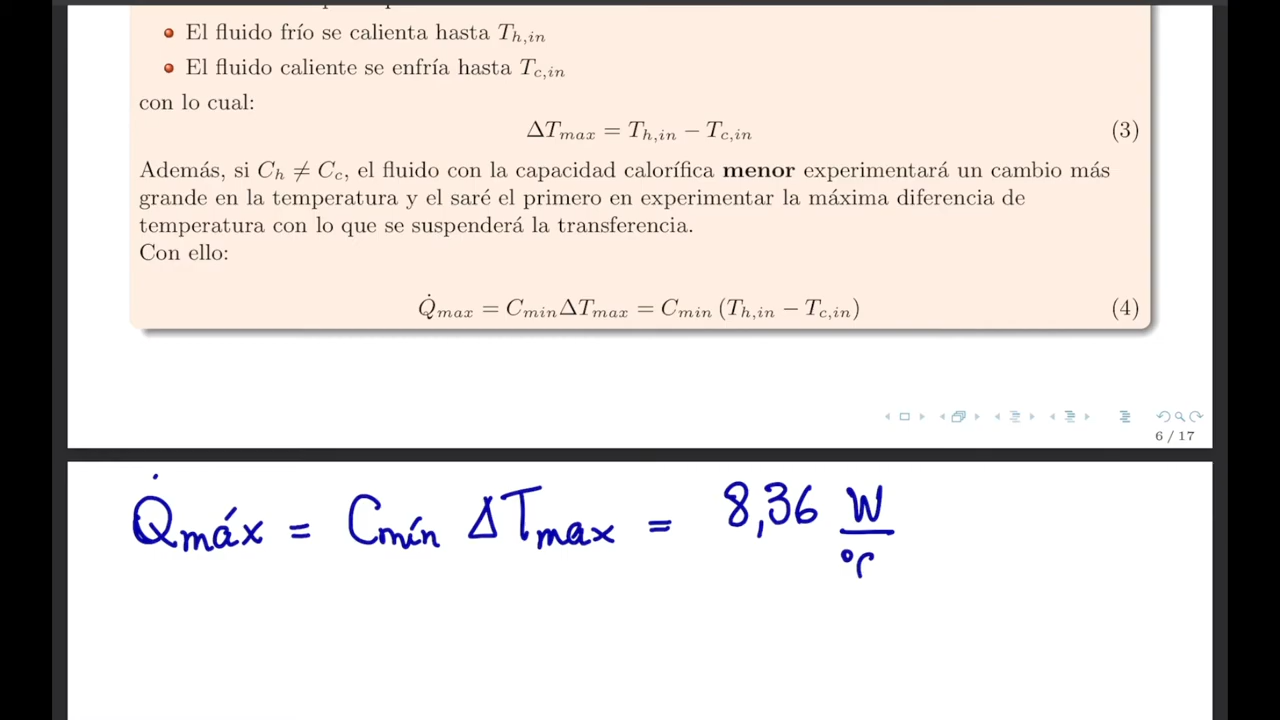 El fluido frío se calienta hasta T_{h,in}
El fluido caliente se enfría hasta T_{c,in}
con lo cual:
ΔT_{max} = T_{h,in} − T_{c,in} (3)
Además, si C_h ≠ C_c, el fluido con la capacidad calorífica menor experimentará un cambio más
grande en la temperatura y el saré el primero en experimentar la máxima diferencia de
temperatura con lo que se suspenderá la transferencia.
Con ello:
Q̇_{max} = C_{min}ΔT_{max} = C_{min} (T_{h,in} − T_{c,in}) (4)
6 / 17
Q̇_{máx} = C_{mín} ΔT_{max} = 8,36 W/°C